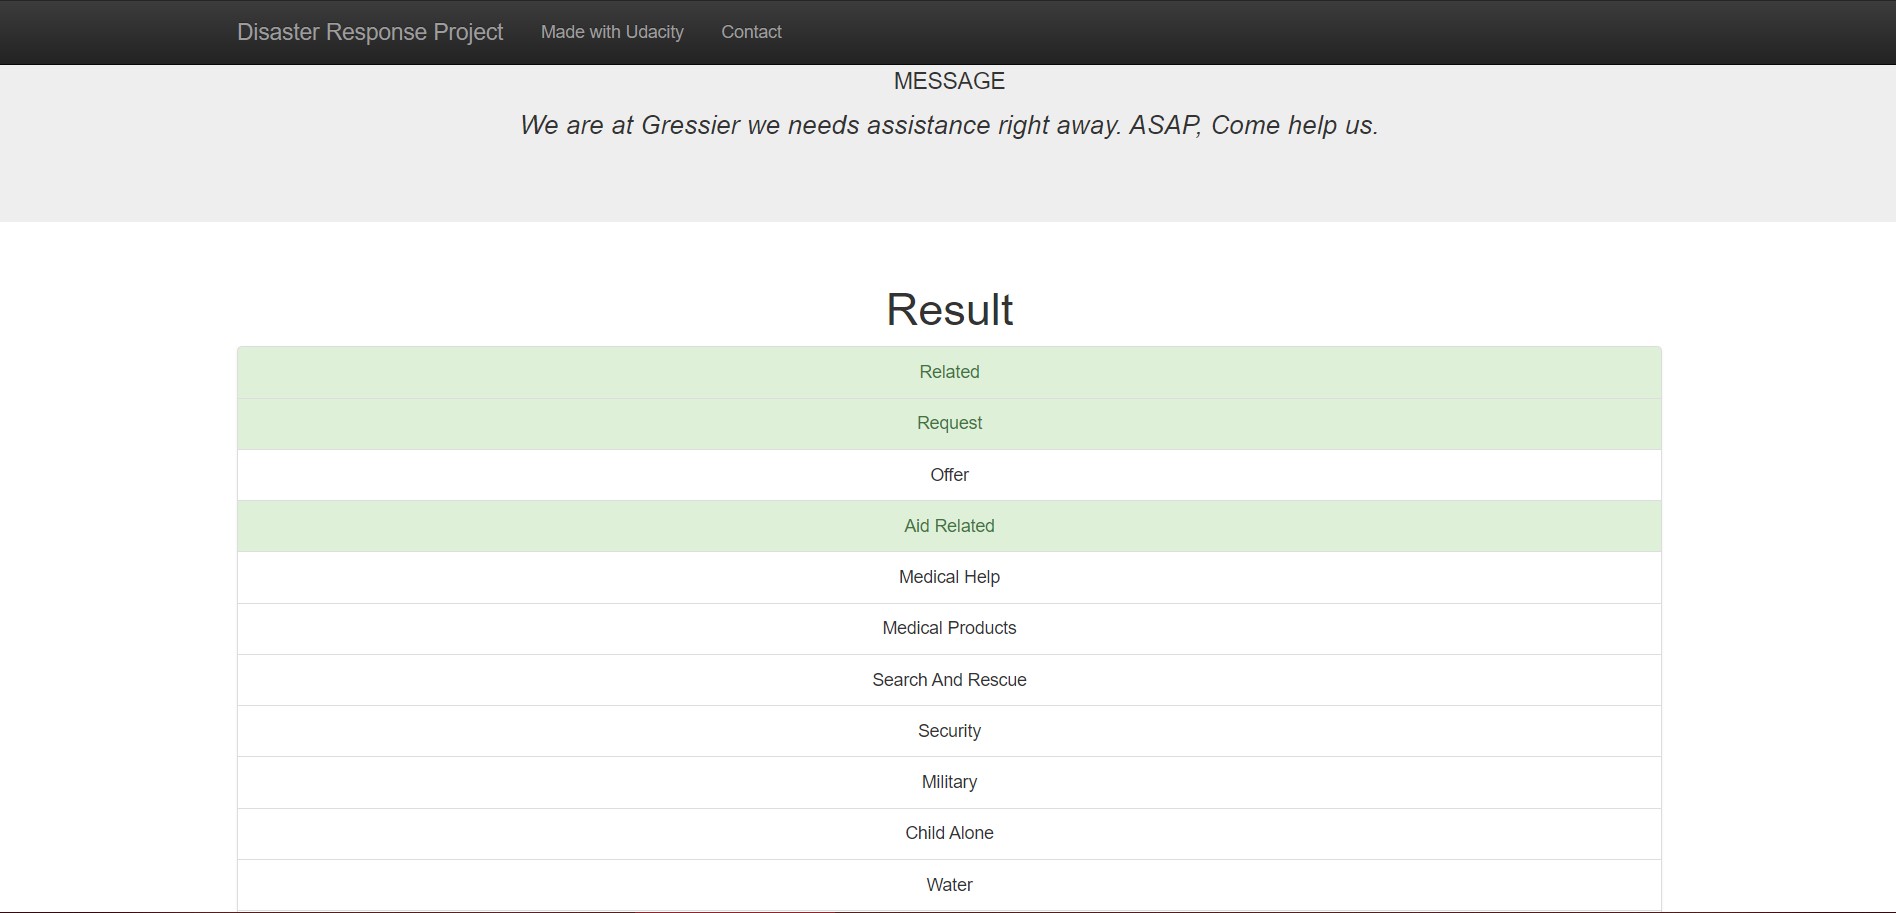 Disaster Response Project Made with Udacity Contact
MESSAGE
We are at Gressier we needs assistance right away. ASAP, Come help us.
Result
Related
Request
Offer
Aid Related
Medical Help
Medical Products
Search And Rescue
Security
Military
Child Alone
Water